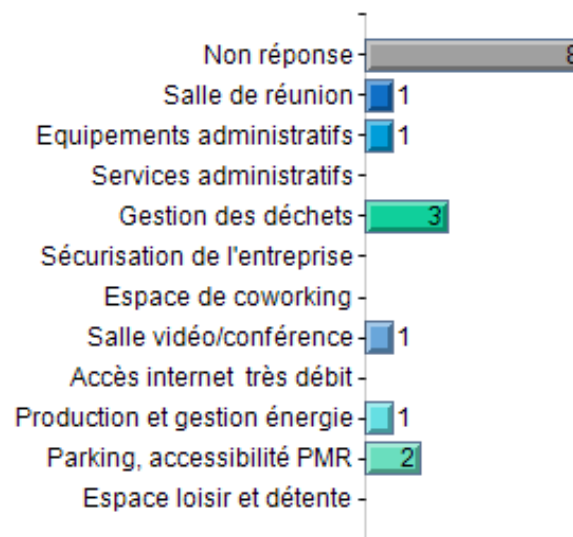 Non réponse 8
Salle de réunion 1
Equipements administratifs 1
Services administratifs
Gestion des déchets 3
Sécurisation de l'entreprise
Espace de coworking
Salle vidéo/conférence 1
Accès internet très débit
Production et gestion énergie 1
Parking, accessibilité PMR 2
Espace loisir et détente